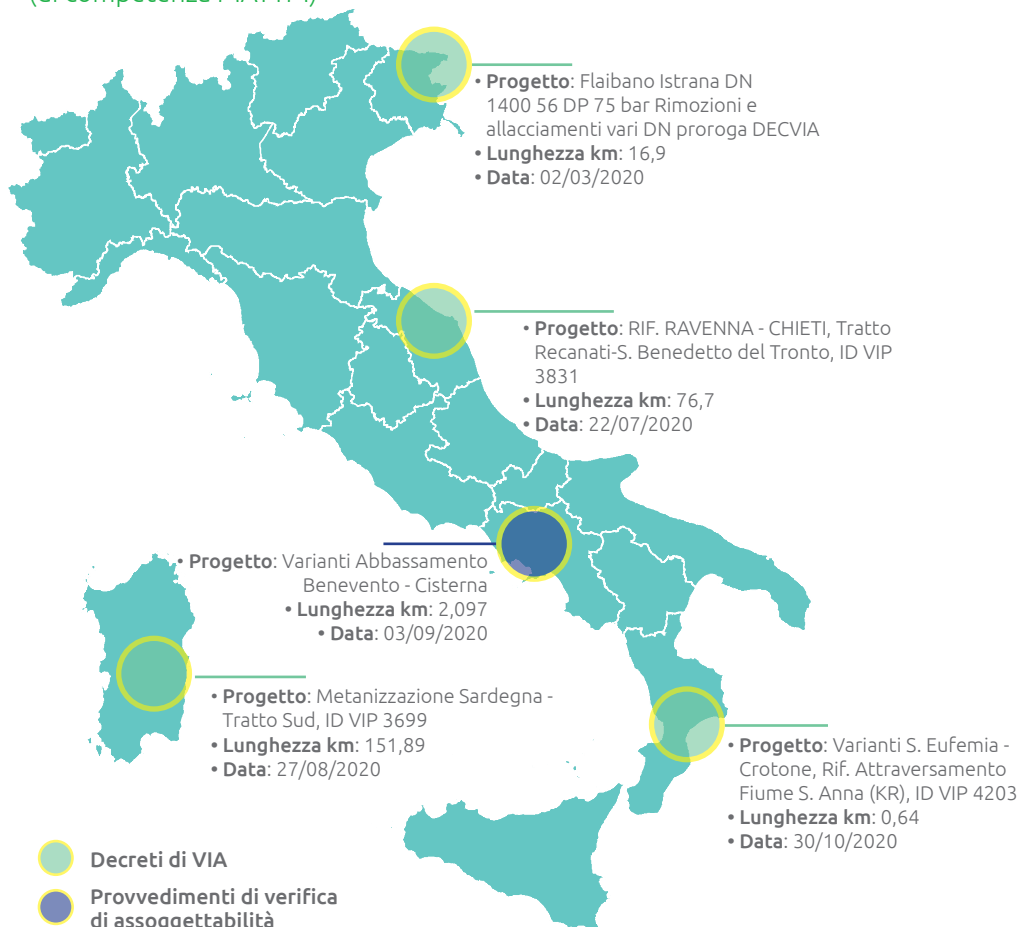 • Progetto: Flaibano Istrana DN
1400 56 DP 75 bar Rimozioni e
allacciamenti vari DN proroga DECVIA
• Lunghezza km: 16,9
• Data: 02/03/2020
• Progetto: RIF. RAVENNA - CHIETI, Tratto
Recanati-S. Benedetto del Tronto, ID VIP
3831
• Lunghezza km: 76,7
• Data: 22/07/2020
• Progetto: Varianti Abbassamento
Benevento - Cisterna
• Lunghezza km: 2,097
• Data: 03/09/2020
• Progetto: Metanizzazione Sardegna -
Tratto Sud, ID VIP 3699
• Lunghezza km: 151,89
• Data: 27/08/2020
• Progetto: Varianti S. Eufemia -
Crotone, Rif. Attraversamento
Fiume S. Anna (KR), ID VIP 4203
• Lunghezza km: 0,64
• Data: 30/10/2020
Decreti di VIA
Provvedimenti di verifica
di assoggettabilità